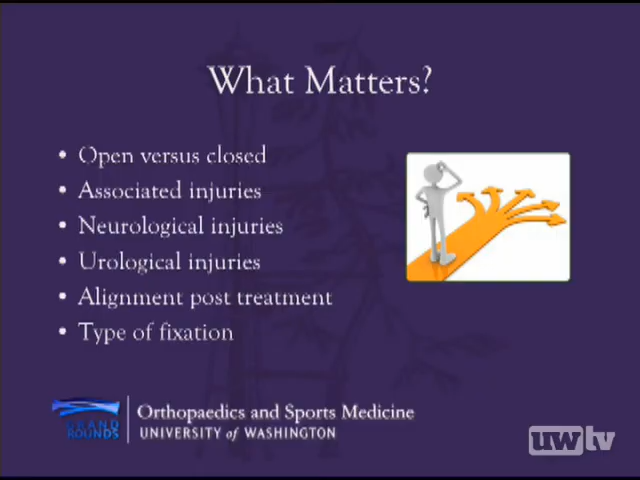 What Matters?
• Open versus closed
• Associated injuries
• Neurological injuries
• Urological injuries
• Alignment post treatment
• Type of fixation
GRAND ROUNDS
Orthopaedics and Sports Medicine
UNIVERSITY of WASHINGTON
uwtv